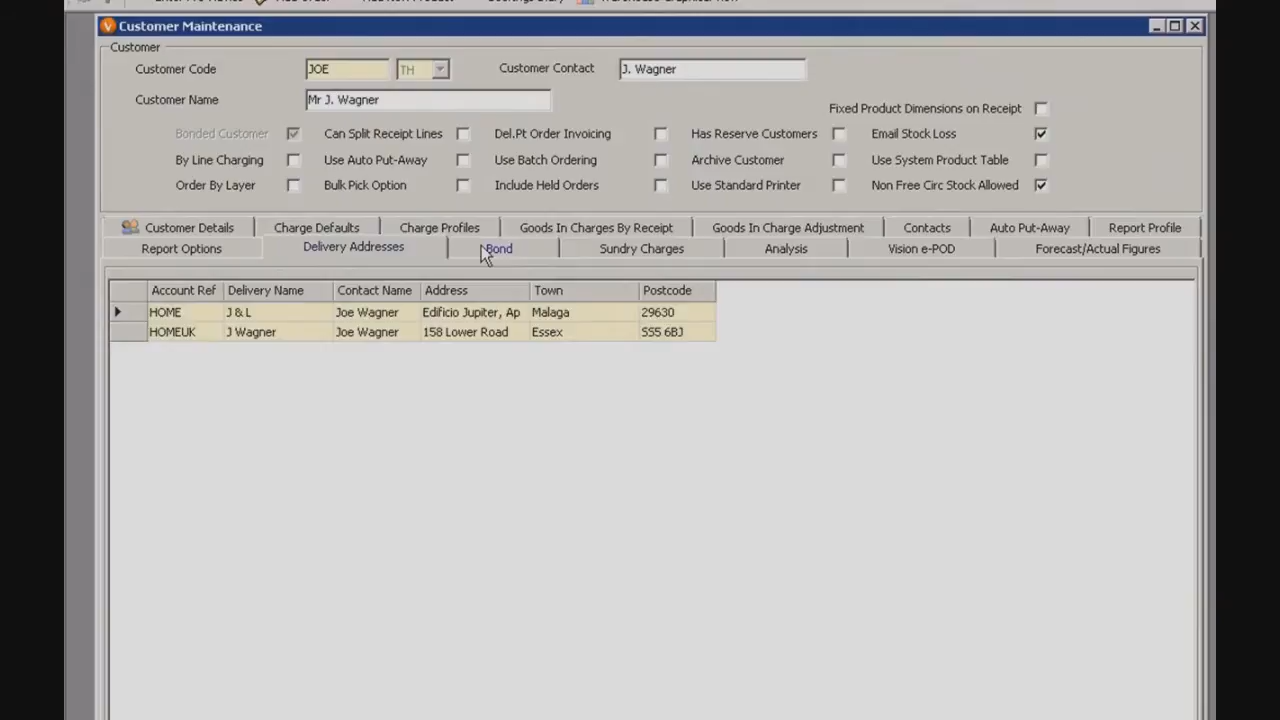 Customer Maintenance
Customer
Customer Code JOE TH Customer Contact J. Wagner
Customer Name Mr J. Wagner
Fixed Product Dimensions on Receipt
Bonded Customer Can Split Receipt Lines Del.Pt Order Invoicing Has Reserve Customers Email Stock Loss
By Line Charging Use Auto Put-Away Use Batch Ordering Archive Customer Use System Product Table
Order By Layer Bulk Pick Option Include Held Orders Use Standard Printer Non Free Circ Stock Allowed
Customer Details Charge Defaults Charge Profiles Goods In Charges By Receipt Goods In Charge Adjustment Contacts Auto Put-Away Report Profile
Report Options Delivery Addresses Bond Sundry Charges Analysis Vision e-POD Forecast/Actual Figures
Account Ref Delivery Name Contact Name Address Town Postcode
HOME J & L Joe Wagner Edificio Jupiter, Ap Malaga 29630
HOMEUK J Wagner Joe Wagner 158 Lower Road Essex SS5 6BJ